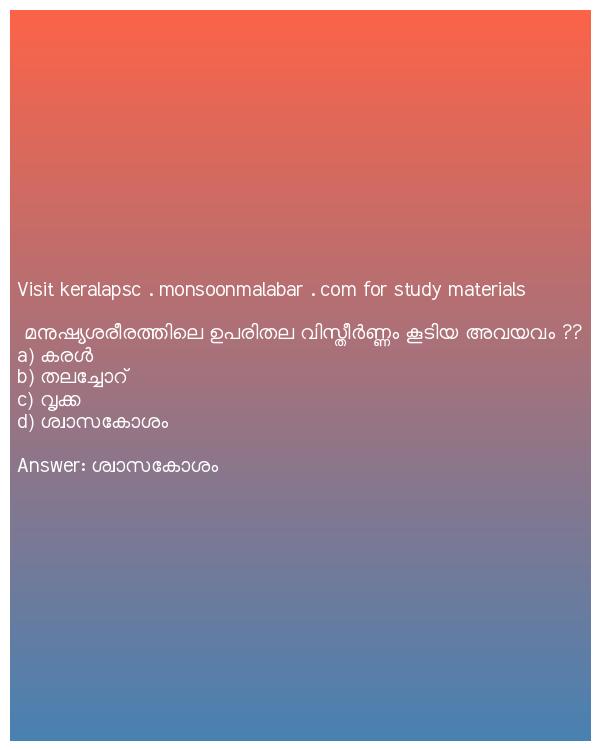 Visit keralapsc . monsoonmalabar . com for study materials
മനുഷ്യശരീരത്തിലെ ഉപരിതല വിസ്തീർണ്ണം കൂടിയ അവയവം ??
a) കരൾ
b) തലച്ചോറ്
c) വൃക്ക
d) ശ്വാസകോശം
Answer: ശ്വാസകോശം